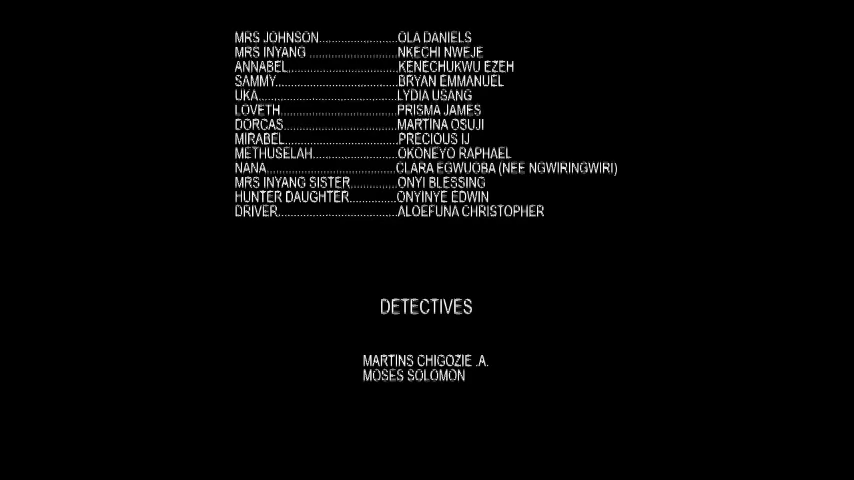 MRS JOHNSON......................OLA DANIELS
MRS INYANG ........................NKECHI NWEJE
ANNABEL..............................KENECHUKWU EZEH
SAMMY.................................BRYAN EMMANUEL
UKA......................................LYDIA USANG
LOVETH................................PRISMA JAMES
DORCAS...............................MARTINA OSUJI
MIRABEL...............................PRECIOUS IJ
METHUSELAH.......................OKONEYO RAPHAEL
NANA...................................CLARA EGWUOBA (NEE NGWIRINGWIRI)
MRS INYANG SISTER.............ONYI BLESSING
HUNTER DAUGHTER.............ONYINYE EDWIN
DRIVER.................................ALOEFUNA CHRISTOPHER
DETECTIVES
MARTINS CHIGOZIE .A.
MOSES SOLOMON